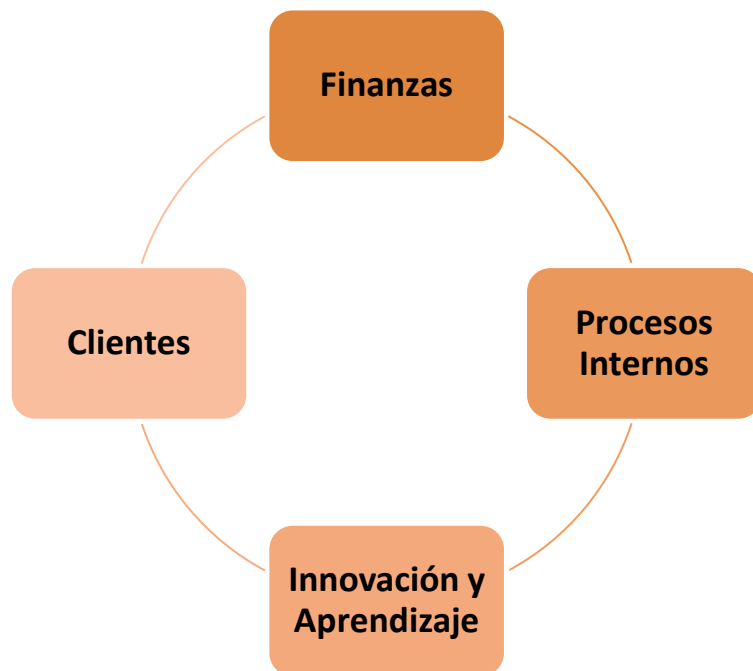 Finanzas
Clientes
Procesos
Internos
Innovación y
Aprendizaje